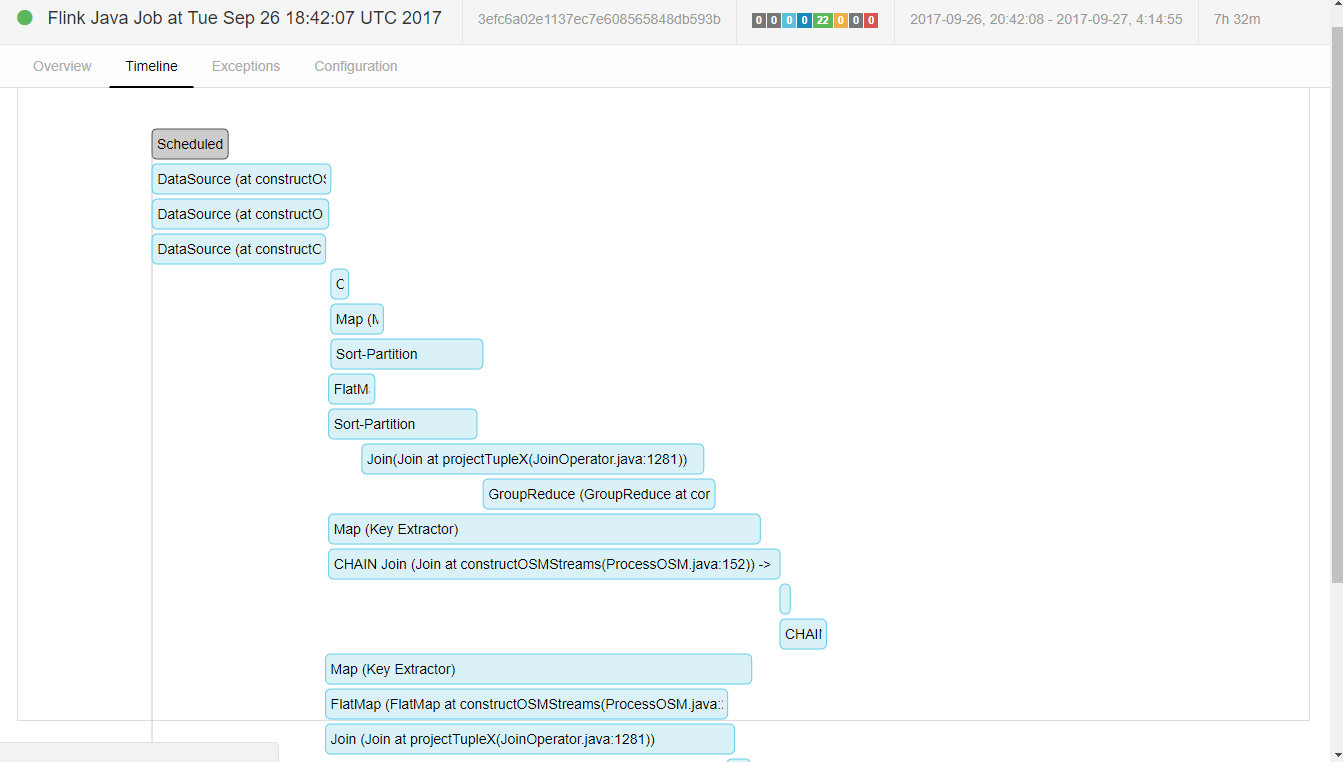 Flink Java Job at Tue Sep 26 18:42:07 UTC 2017 3efc6a02e1137ec7e608565848db593b 0 0 0 0 22 0 0 0 2017-09-26, 20:42:08 - 2017-09-27, 4:14:55 7h 32m
Overview Timeline Exceptions Configuration
Scheduled
DataSource (at constructOS
DataSource (at constructO
DataSource (at constructC
C
Map (M
Sort-Partition
FlatM
Sort-Partition
Join(Join at projectTupleX(JoinOperator.java:1281))
GroupReduce (GroupReduce at cor
Map (Key Extractor)
CHAIN Join (Join at constructOSMStreams(ProcessOSM.java:152)) ->
CHAIN
Map (Key Extractor)
FlatMap (FlatMap at constructOSMStreams(ProcessOSM.java:
Join (Join at projectTupleX(JoinOperator.java:1281))